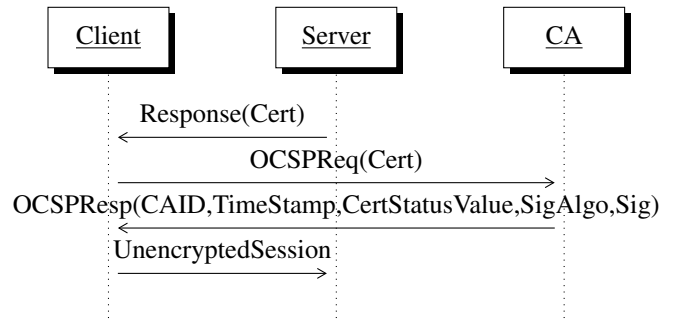 Client Server CA
Response(Cert)
OCSPReq(Cert)
OCSPResp(CAID,TimeStamp,CertStatusValue,SigAlgo,Sig)
UnencryptedSession